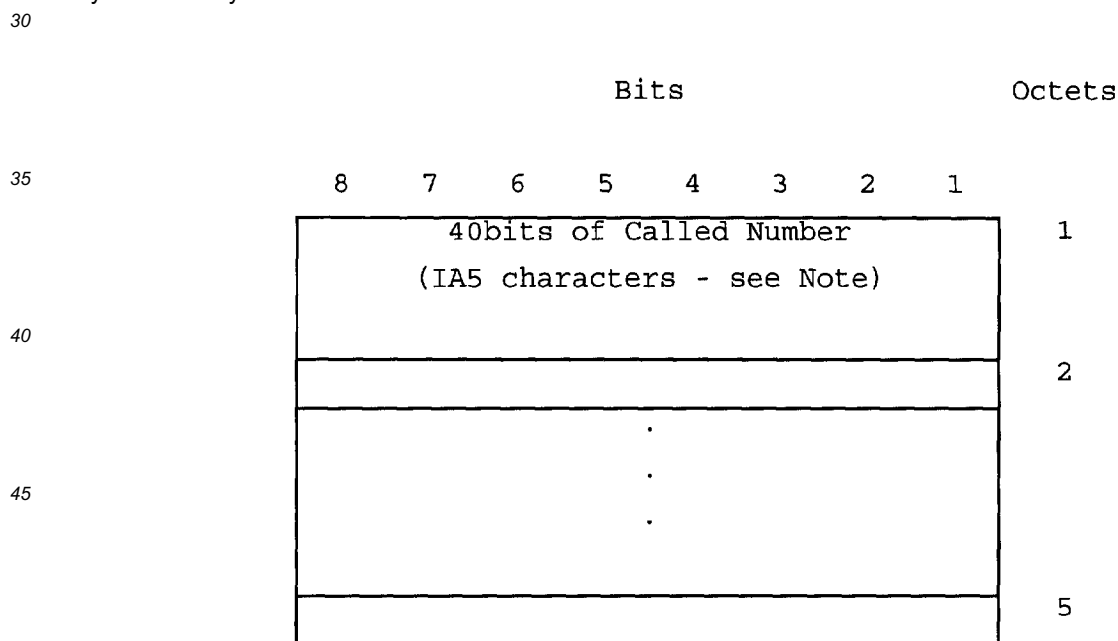 30
Bits Octets
35 8 7 6 5 4 3 2 1
40bits of Called Number 1
(IA5 characters - see Note)
40
2
.
.
45
.
5